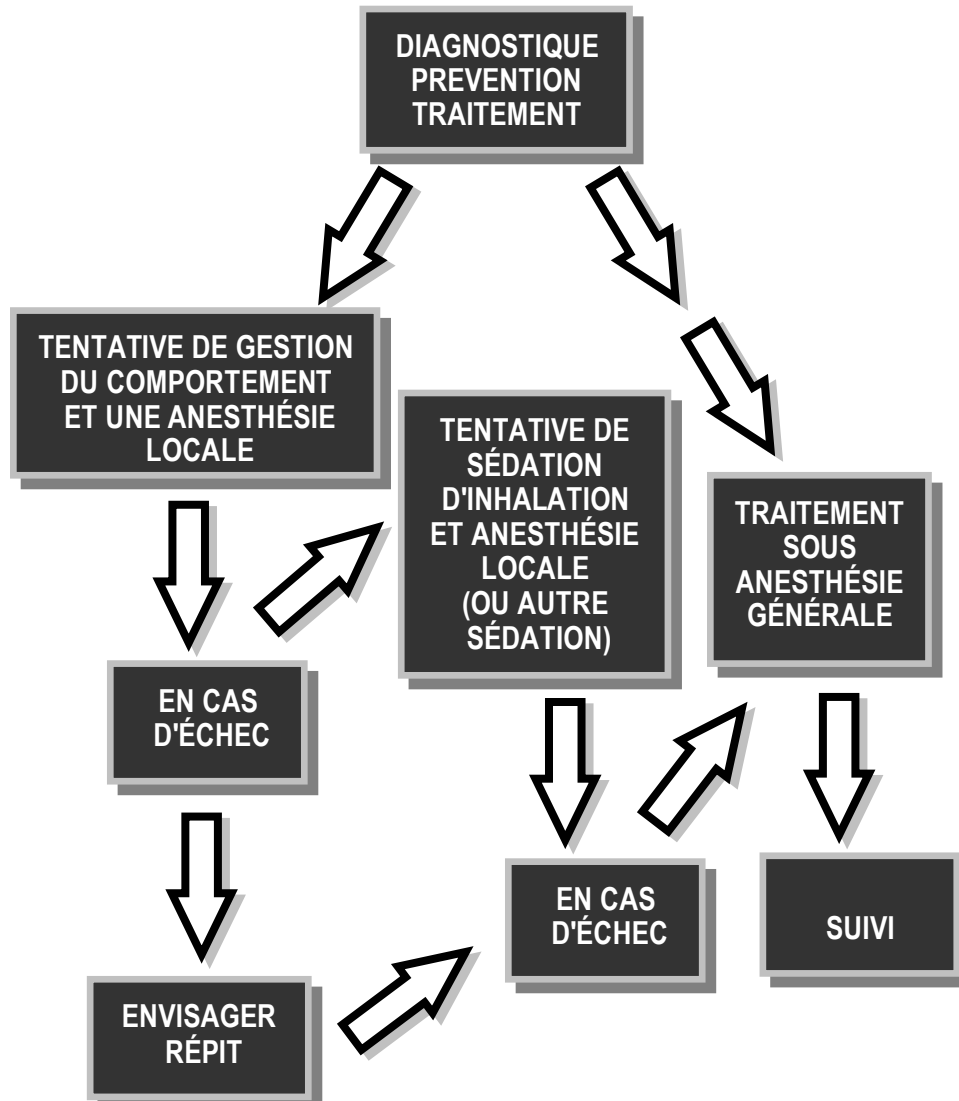 DIAGNOSTIQUE
PREVENTION
TRAITEMENT
TENTATIVE DE GESTION
DU COMPORTEMENT
ET UNE ANESTHÉSIE
LOCALE
TENTATIVE DE
SÉDATION
D'INHALATION
ET ANESTHÉSIE
LOCALE
(OU AUTRE
SÉDATION)
TRAITEMENT
SOUS
ANESTHÉSIE
GÉNÉRALE
EN CAS
D'ÉCHEC
EN CAS
D'ÉCHEC
SUIVI
ENVISAGER
RÉPIT